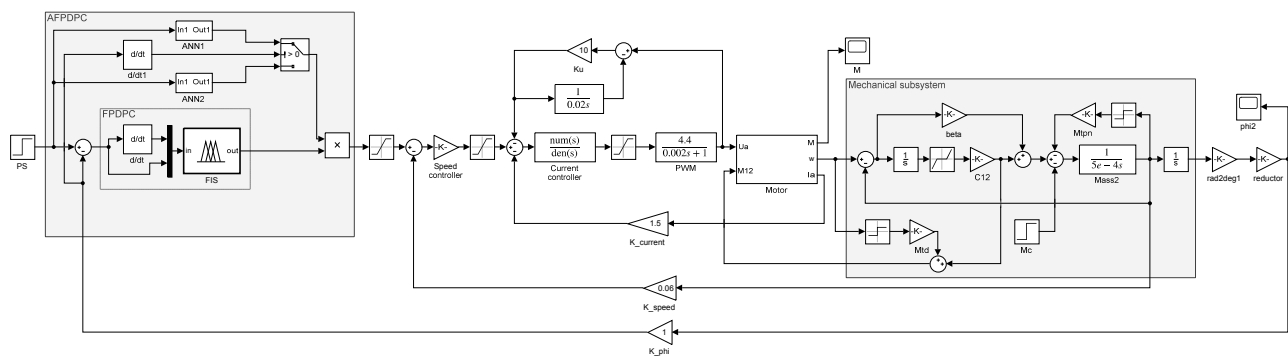 AFPDPC
In1 Out1
ANN1
d/dt
d/dt1
> 0
In1 Out1
ANN2
FPDPC
d/dt
d/dt
in
out
FIS
PS
×
-K-
Speed
controller
10
Ku
1
0.02s
num(s)
den(s)
Current
controller
4.4
0.002s + 1
PWM
Ua
M12
M
w
Ia
Motor
M
1.5
K_current
0.06
K_speed
1
K_phi
Mechanical subsystem
-K-
beta
-K-
Mtpn
1
s
-K-
C12
1
5e − 4s
Mass2
1
s
-K-
Mtd
Mc
-K-
rad2deg1
-K-
reductor
phi2